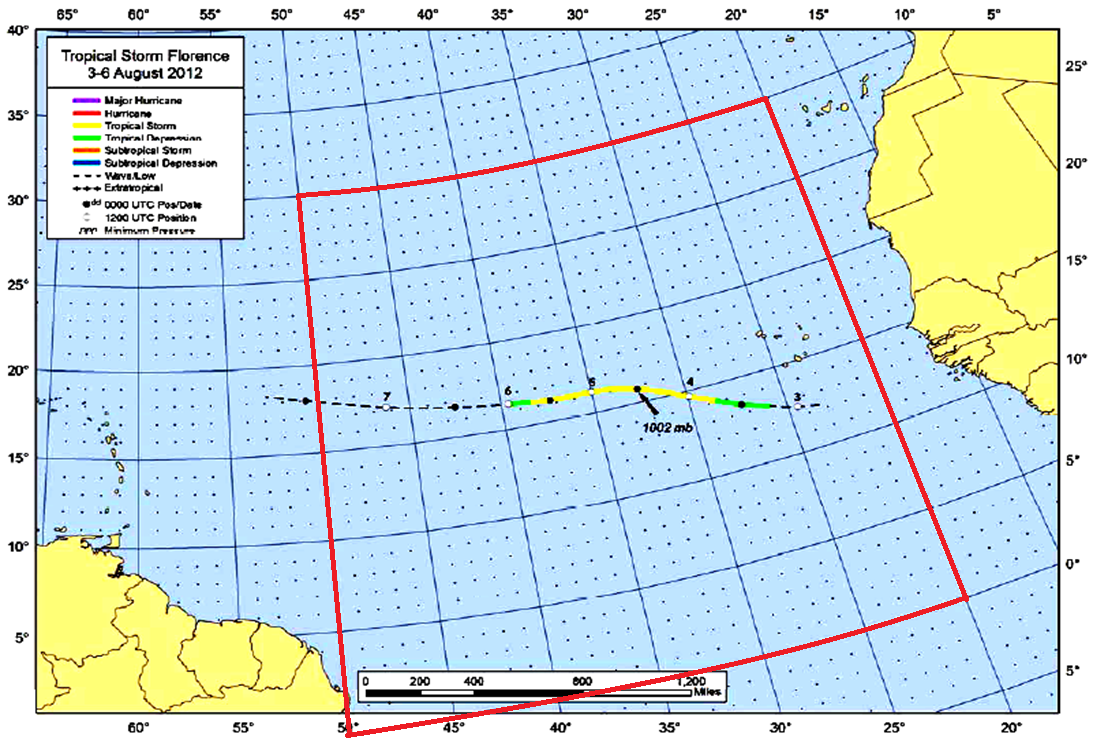 65° 60° 55° 50° 45° 40° 35° 30° 25° 20° 15° 10° 5°
40°
35°
30°
25°
20°
15°
10°
5°
Tropical Storm Florence
3-6 August 2012
Major Hurricane
Hurricane
Tropical Storm
Tropical Depression
Subtropical Storm
Subtropical Depression
Wave/Low
Extratropical
dd 0000 UTC Pos/Date
1200 UTC Position
PPP Minimum Pressure
7
6
5
4
3
1002 mb
25°
20°
15°
10°
5°
0°
5°
0 200 400 800 1,200
Miles
60° 55° 50° 45° 40° 35° 30° 25° 20°